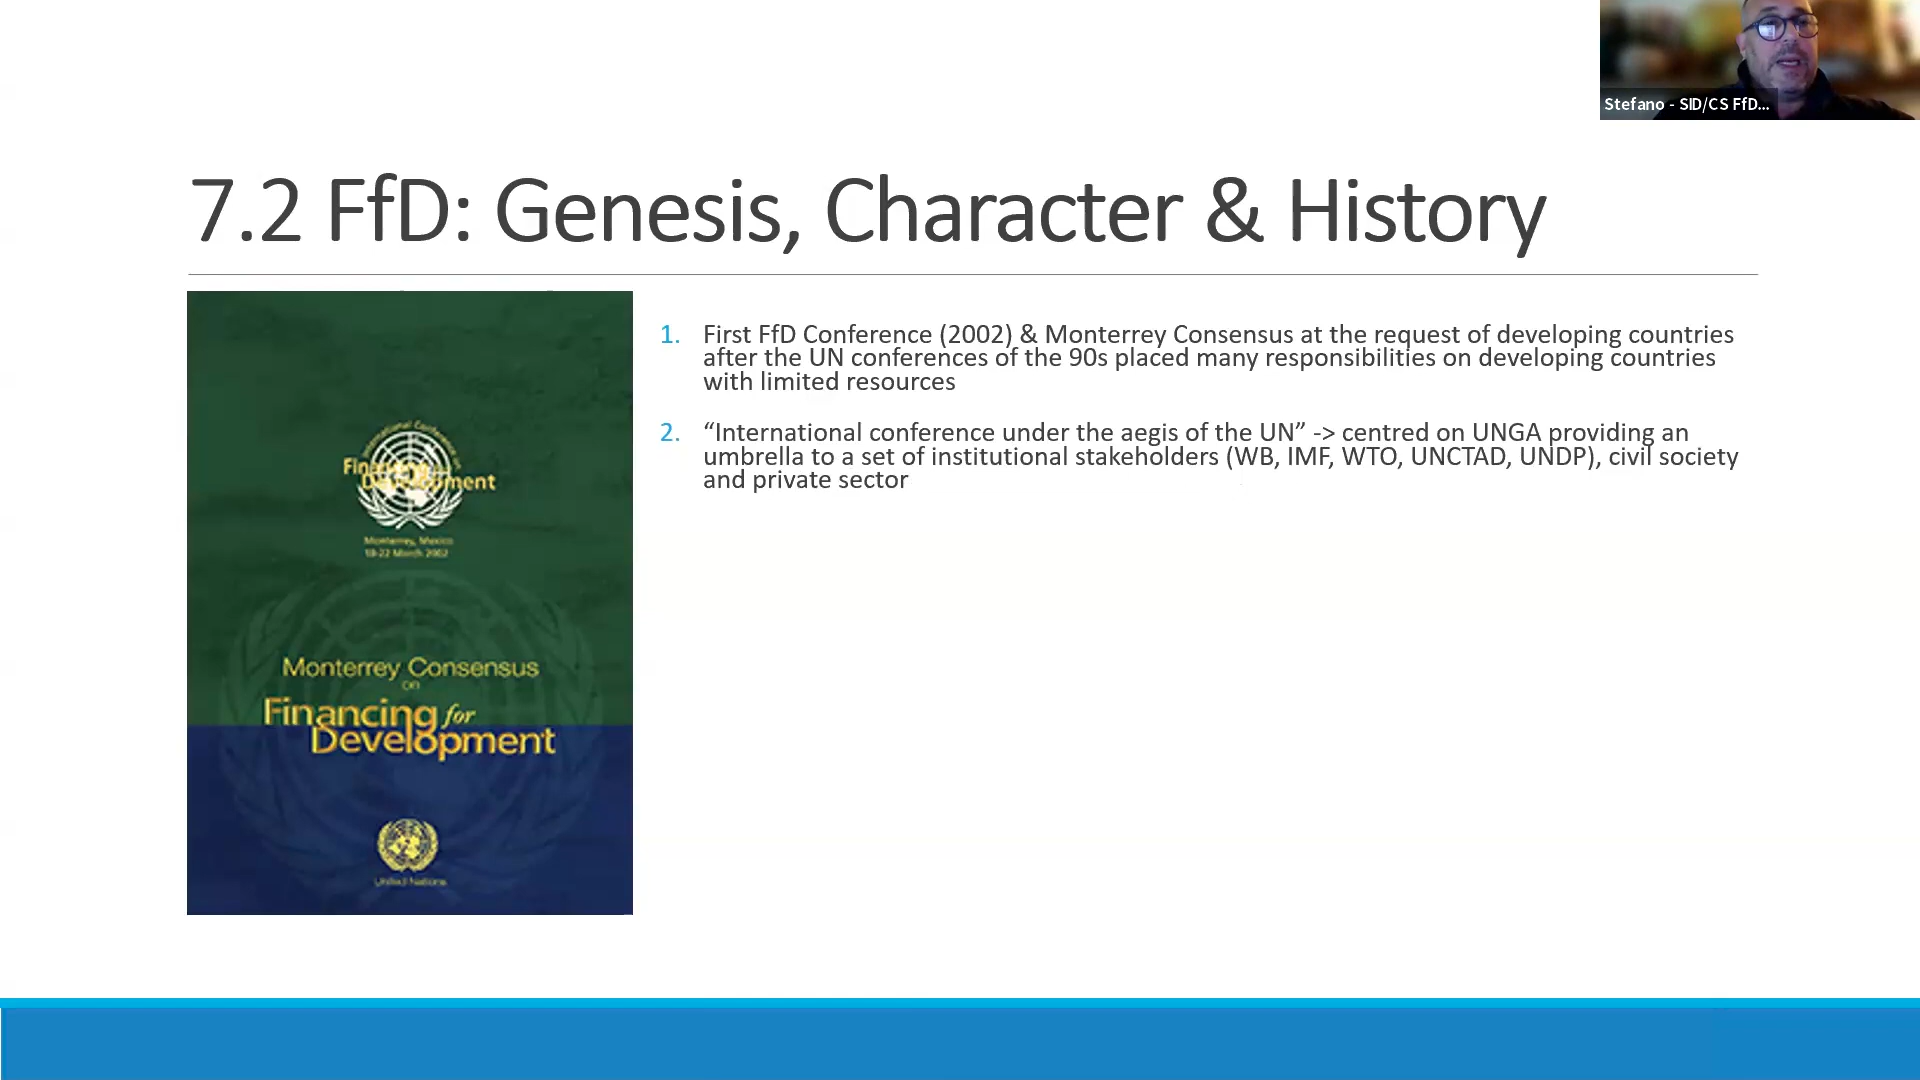 Stefano - SID/CS FfD...
7.2 FfD: Genesis, Character & History
International Conference on
Financing for
Development
Monterrey, Mexico
18-22 March 2002
Monterrey Consensus
on
Financing for
Development
United Nations
1. First FfD Conference (2002) & Monterrey Consensus at the request of developing countries
after the UN conferences of the 90s placed many responsibilities on developing countries
with limited resources
2. “International conference under the aegis of the UN” -> centred on UNGA providing an
umbrella to a set of institutional stakeholders (WB, IMF, WTO, UNCTAD, UNDP), civil society
and private sector